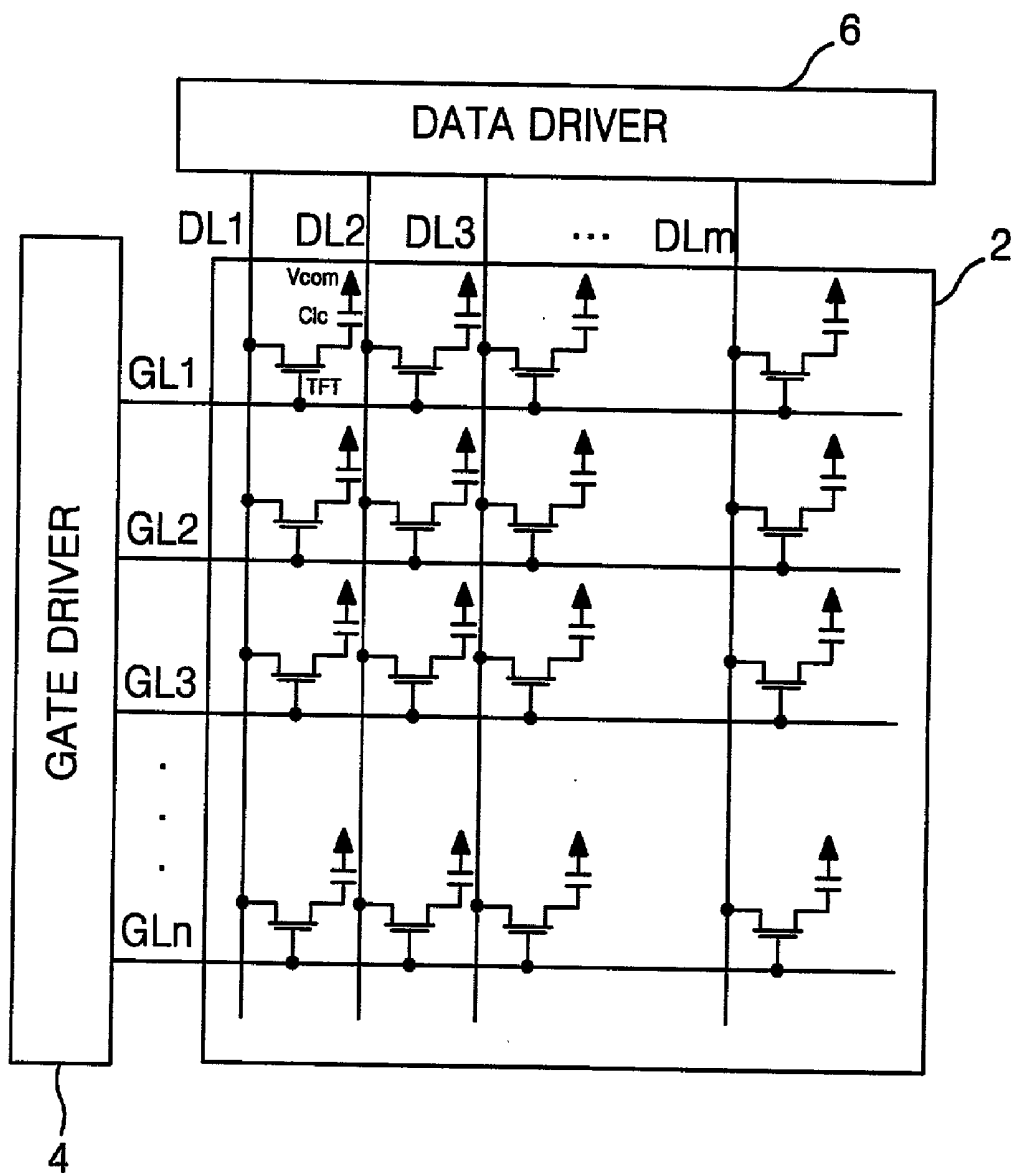 6
DATA DRIVER
DL1 DL2 DL3 ... DLm
2
Vcom
Clc
GL1
TFT
GL2
GATE DRIVER
GL3
.
.
.
GLn
4